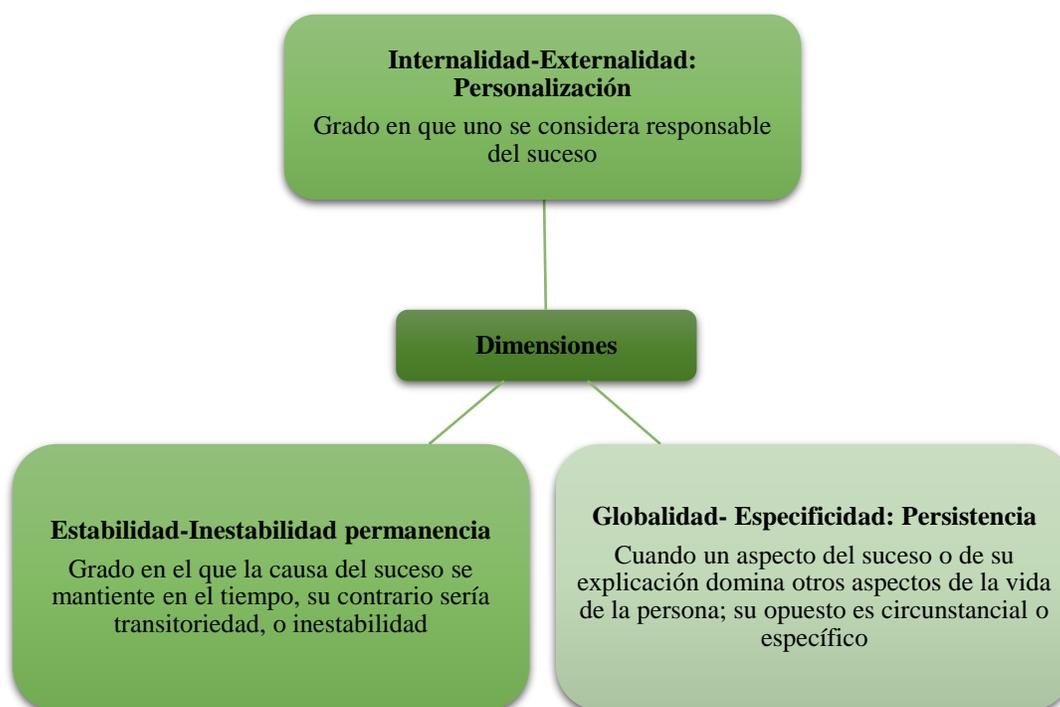 Internalidad-Externalidad:
Personalización
Grado en que uno se considera responsable
del suceso
Dimensiones
Estabilidad-Inestabilidad permanencia
Grado en el que la causa del suceso se
mantiente en el tiempo, su contrario sería
transitoriedad, o inestabilidad
Globalidad- Especificidad: Persistencia
Cuando un aspecto del suceso o de su
explicación domina otros aspectos de la vida
de la persona; su opuesto es circunstancial o
específico